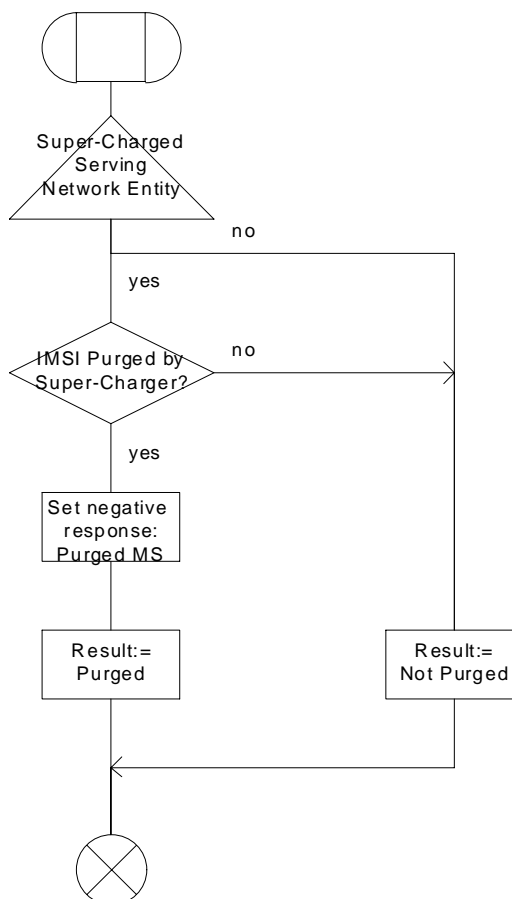 Super-Charged
Serving
Network Entity
no
yes
IMSI Purged by
Super-Charger?
no
yes
Set negative
response:
Purged MS
Result:=
Purged
Result:=
Not Purged